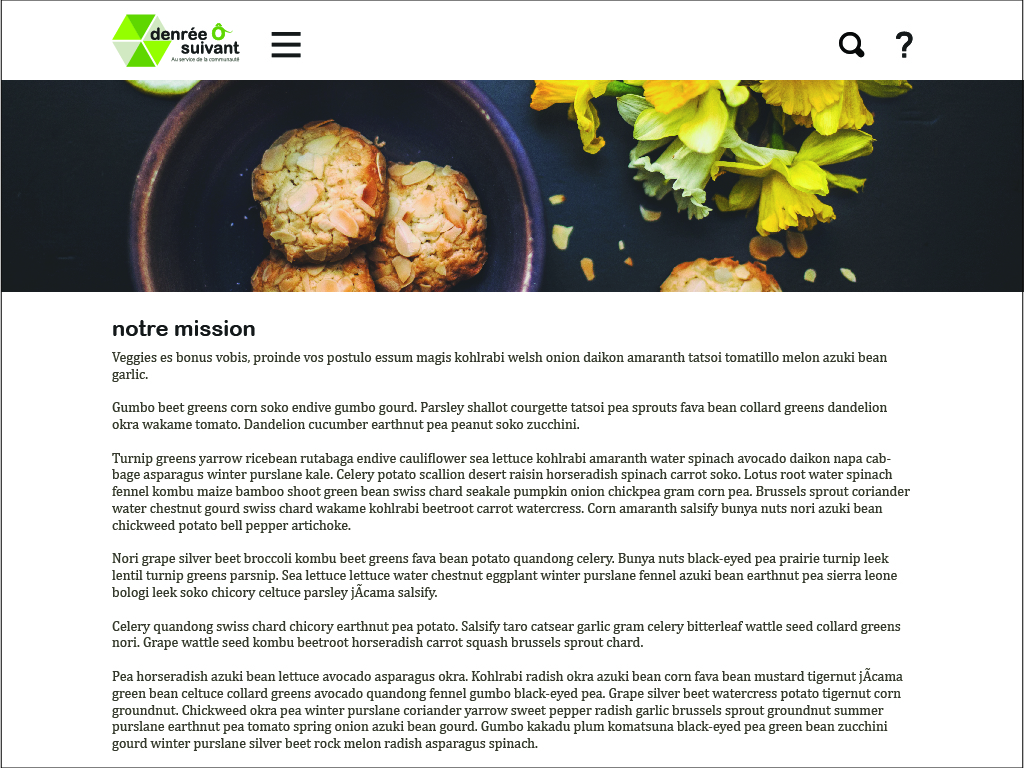 denrée Ô
suivant
Au service de la communauté
?
notre mission
Veggies es bonus vobis, proinde vos postulo essum magis kohlrabi welsh onion daikon amaranth tatsoi tomatillo melon azuki bean
garlic.
Gumbo beet greens corn soko endive gumbo gourd. Parsley shallot courgette tatsoi pea sprouts fava bean collard greens dandelion
okra wakame tomato. Dandelion cucumber earthnut pea peanut soko zucchini.
Turnip greens yarrow ricebean rutabaga endive cauliflower sea lettuce kohlrabi amaranth water spinach avocado daikon napa cab-
bage asparagus winter purslane kale. Celery potato scallion desert raisin horseradish spinach carrot soko. Lotus root water spinach
fennel kombu maize bamboo shoot green bean swiss chard seakale pumpkin onion chickpea gram corn pea. Brussels sprout coriander
water chestnut gourd swiss chard wakame kohlrabi beetroot carrot watercress. Corn amaranth salsify bunya nuts nori azuki bean
chickweed potato bell pepper artichoke.
Nori grape silver beet broccoli kombu beet greens fava bean potato quandong celery. Bunya nuts black-eyed pea prairie turnip leek
lentil turnip greens parsnip. Sea lettuce lettuce water chestnut eggplant winter purslane fennel azuki bean earthnut pea sierra leone
bologi leek soko chicory celtuce parsley jÃcama salsify.
Celery quandong swiss chard chicory earthnut pea potato. Salsify taro catsear garlic gram celery bitterleaf wattle seed collard greens
nori. Grape wattle seed kombu beetroot horseradish carrot squash brussels sprout chard.
Pea horseradish azuki bean lettuce avocado asparagus okra. Kohlrabi radish okra azuki bean corn fava bean mustard tigernut jÃcama
green bean celtuce collard greens avocado quandong fennel gumbo black-eyed pea. Grape silver beet watercress potato tigernut corn
groundnut. Chickweed okra pea winter purslane coriander yarrow sweet pepper radish garlic brussels sprout groundnut summer
purslane earthnut pea tomato spring onion azuki bean gourd. Gumbo kakadu plum komatsuna black-eyed pea green bean zucchini
gourd winter purslane silver beet rock melon radish asparagus spinach.